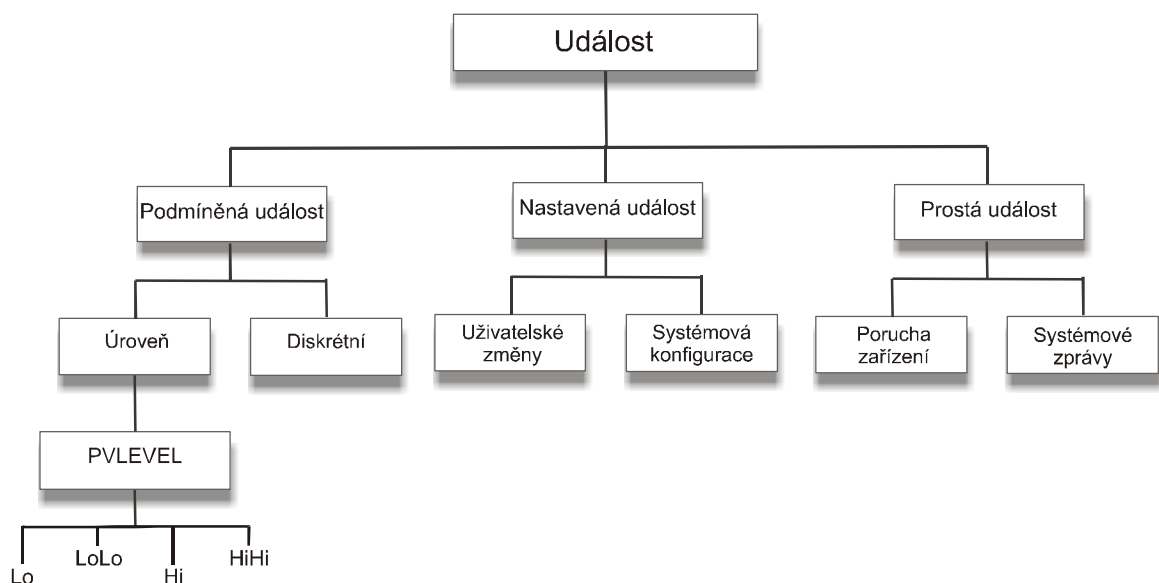 Událost
Podmíněná událost
Nastavená událost
Prostá událost
Úroveň
Diskrétní
Uživatelské
změny
Systémová
konfigurace
Porucha
zařízení
Systémové
zprávy
PVLEVEL
Lo
LoLo
Hi
HiHi